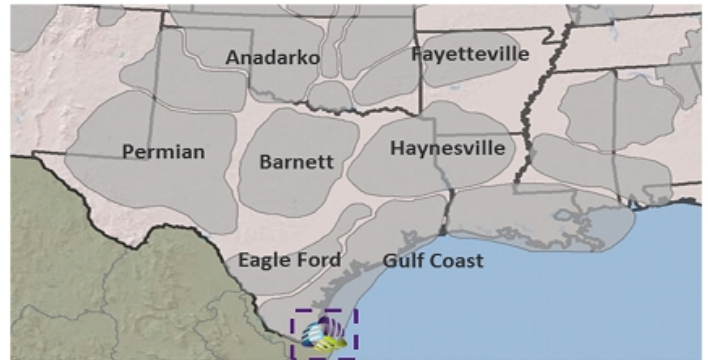 Anadarko
Fayetteville
Permian
Barnett
Haynesville
Eagle Ford
Gulf Coast